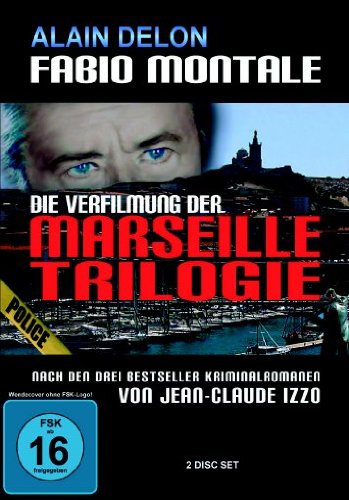 ALAIN DELON
FABIO MONTALE
DIE VERFILMUNG DER
MARSEILLE
TRILOGIE
POLICE
NACH DEN DREI BESTSELLER KRIMINALROMANEN
VON JEAN-CLAUDE IZZO
Wendecover ohne FSK-Logo!
FSK
ab
16
freigegeben
2 DISC SET